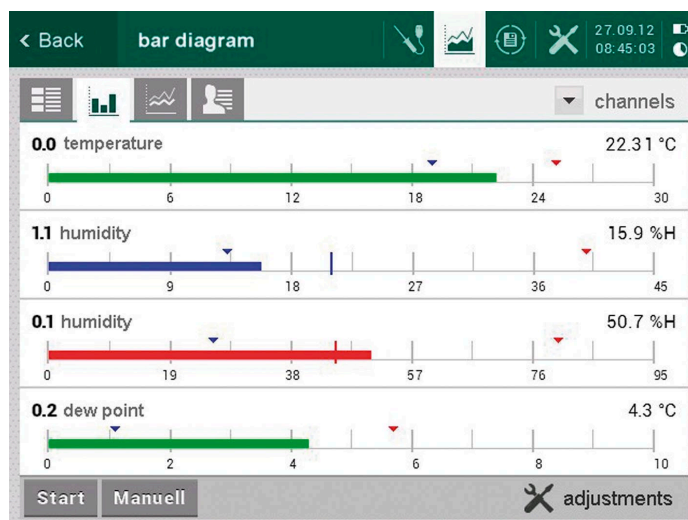 < Back bar diagram 27.09.12
08:45:03
channels
0.0 temperature 22.31 °C
0 6 12 18 24 30
1.1 humidity 15.9 %H
0 9 18 27 36 45
0.1 humidity 50.7 %H
0 19 38 57 76 95
0.2 dew point 4.3 °C
0 2 4 6 8 10
Start Manuell adjustments